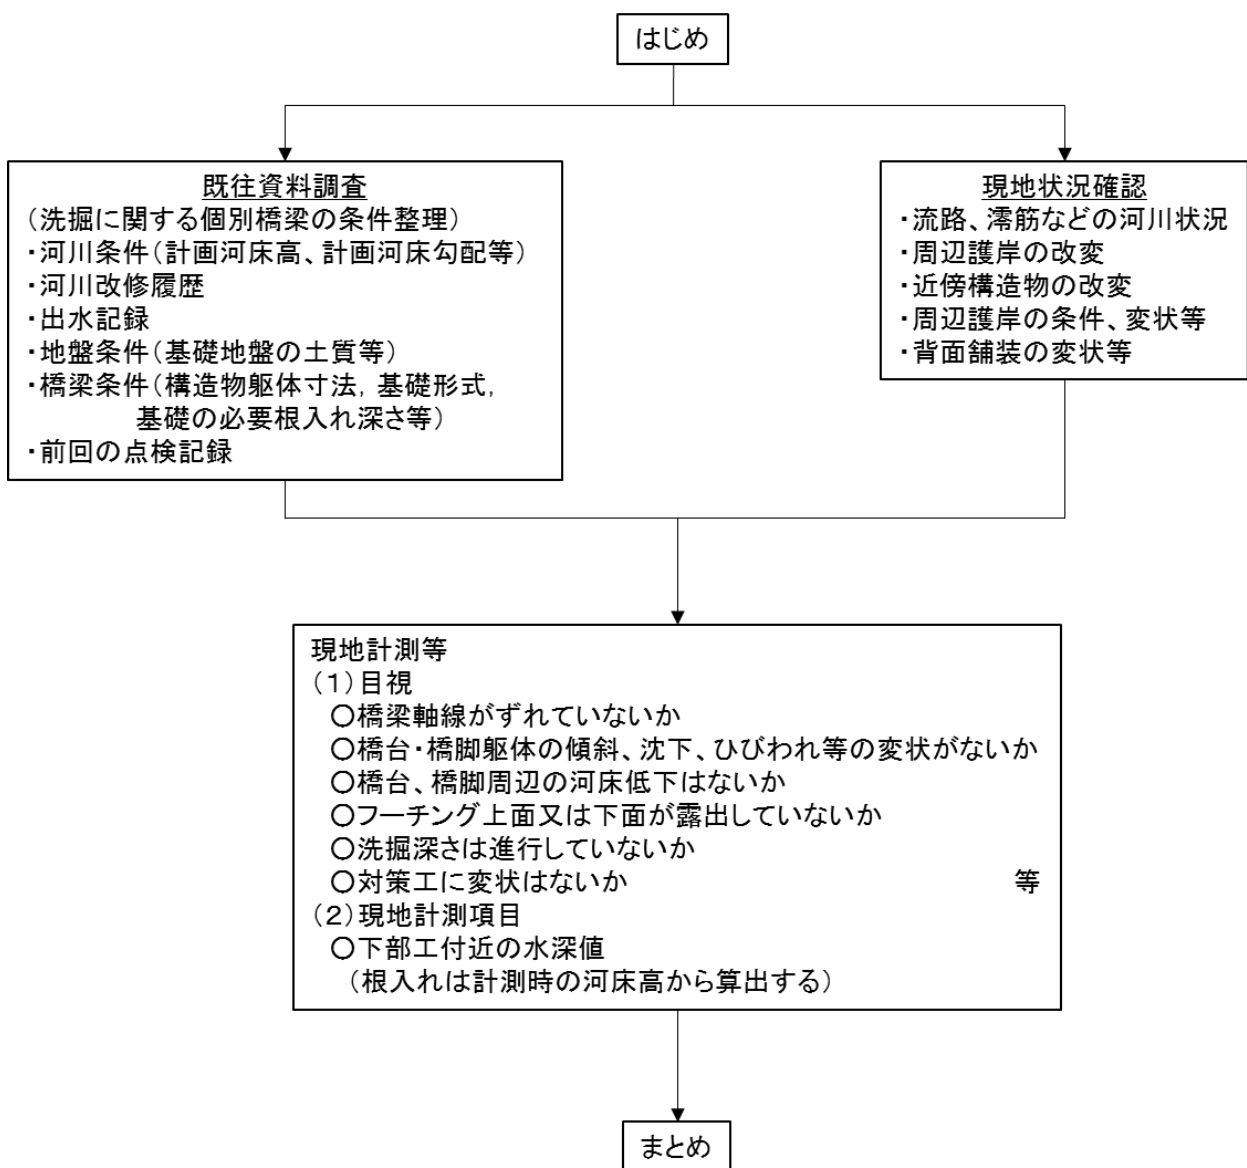 はじめ
既往資料調査
(洗掘に関する個別橋梁の条件整理)
・河川条件(計画河床高、計画河床勾配等)
・河川改修履歴
・出水記録
・地盤条件(基礎地盤の土質等)
・橋梁条件(構造物躯体寸法, 基礎形式,
基礎の必要根入れ深さ等)
・前回の点検記録
現地状況確認
・流路、澪筋などの河川状況
・周辺護岸の改変
・近傍構造物の改変
・周辺護岸の条件、変状等
・背面舗装の変状等
現地計測等
(1)目視
○橋梁軸線がずれていないか
○橋台・橋脚躯体の傾斜、沈下、ひびわれ等の変状がないか
○橋台、橋脚周辺の河床低下はないか
○フーチング上面又は下面が露出していないか
○洗掘深さは進行していないか
○対策工に変状はないか 等
(2)現地計測項目
○下部工付近の水深値
(根入れは計測時の河床高から算出する)
まとめ